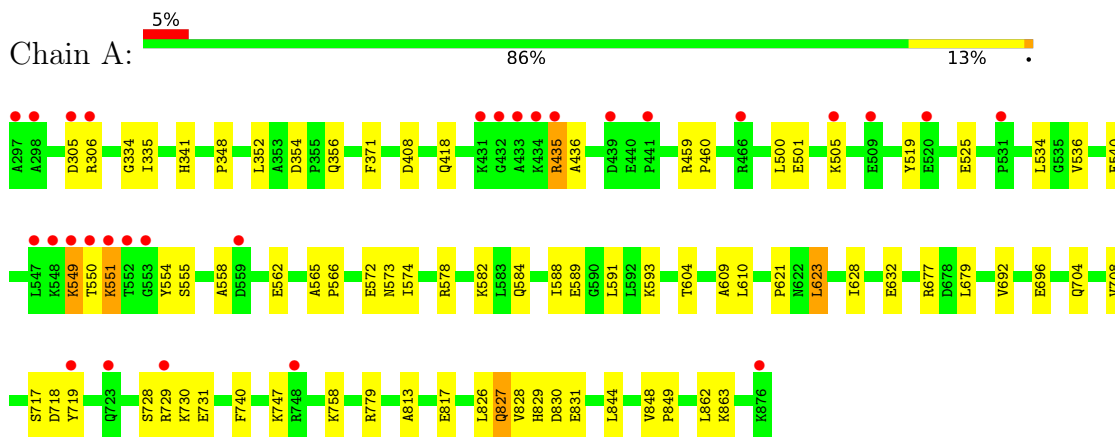 5%
Chain A:
86% 13% •
A297 A298 D305 R306 G334 I335 H341 P348 L352 A353 D354 P355 Q356 F371 D408 Q418 K431 G432 A433 K434 R435 A436 D439 E440 P441 R459 P460 R466 L500 E501 K505 E509 Y519 E520 E525 P531 L534 G535 V536
L547 K548 K549 T550 K551 T552 G553 Y554 S555 A558 D559 E562 A565 P566 E572 N573 I574 R578 K582 L583 Q584 I588 E589 G590 L591 L592 K593 T604 A609 L610 P621 N622 L623 I628 E632 R677 D678 L679 V692 E696 Q704
S717 D718 Y719 Q723 S728 R729 K730 E731 F740 K747 R748 K758 R779 A813 E817 L826 Q827 V828 H829 D830 E831 L844 V848 P849 L862 K863 K876